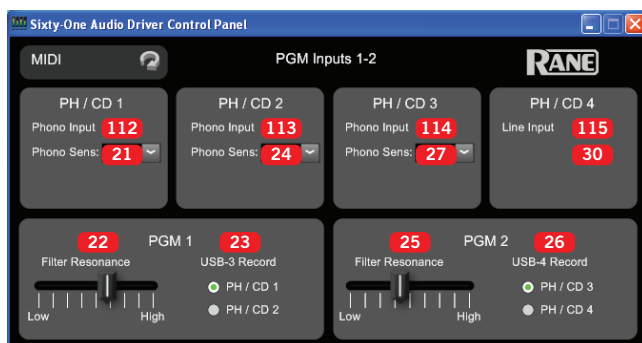 Sixty-One Audio Driver Control Panel
MIDI
PGM Inputs 1-2
RANE
PH / CD 1
Phono Input 112
Phono Sens: 21
PH / CD 2
Phono Input 113
Phono Sens: 24
PH / CD 3
Phono Input 114
Phono Sens: 27
PH / CD 4
Line Input 115
30
22 PGM 1 23
Filter Resonance USB-3 Record
PH / CD 1
PH / CD 2
Low High
25 PGM 2 26
Filter Resonance USB-4 Record
PH / CD 3
PH / CD 4
Low High